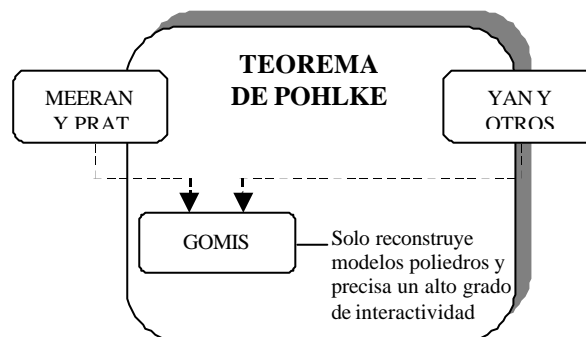 TEOREMA
DE POHLKE
MEERAN
Y PRAT
YAN Y
OTROS
GOMIS
Solo reconstruye
modelos poliedros y
precisa un alto grado
de interactividad